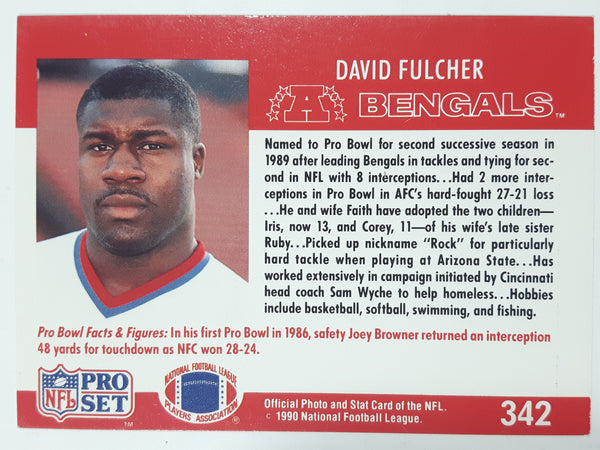 DAVID FULCHER
A BENGALS™
Named to Pro Bowl for second successive season in
1989 after leading Bengals in tackles and tying for sec-
ond in NFL with 8 interceptions...Had 2 more inter-
ceptions in Pro Bowl in AFC's hard-fought 27-21 loss
...He and wife Faith have adopted the two children—
Iris, now 13, and Corey, 11—of his wife's late sister
Ruby...Picked up nickname "Rock" for particularly
hard tackle when playing at Arizona State...Has
worked extensively in campaign initiated by Cincinnati
head coach Sam Wyche to help homeless...Hobbies
include basketball, softball, swimming, and fishing.
Pro Bowl Facts & Figures: In his first Pro Bowl in 1986, safety Joey Browner returned an interception
48 yards for touchdown as NFC won 28-24.
NFL PRO SET ™
NATIONAL FOOTBALL LEAGUE PLAYERS ASSOCIATION ®
Official Photo and Stat Card of the NFL.
© 1990 National Football League.
342